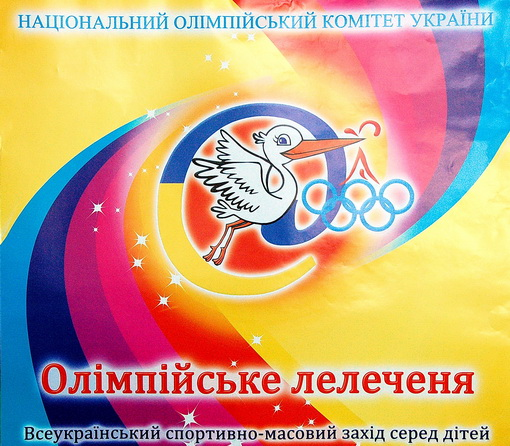 НАЦІОНАЛЬНИЙ ОЛІМПІЙСЬКИЙ КОМІТЕТ УКРАЇНИ
Олімпійське лелеченя
Всеукраїнський спортивно-масовий захід серед дітей